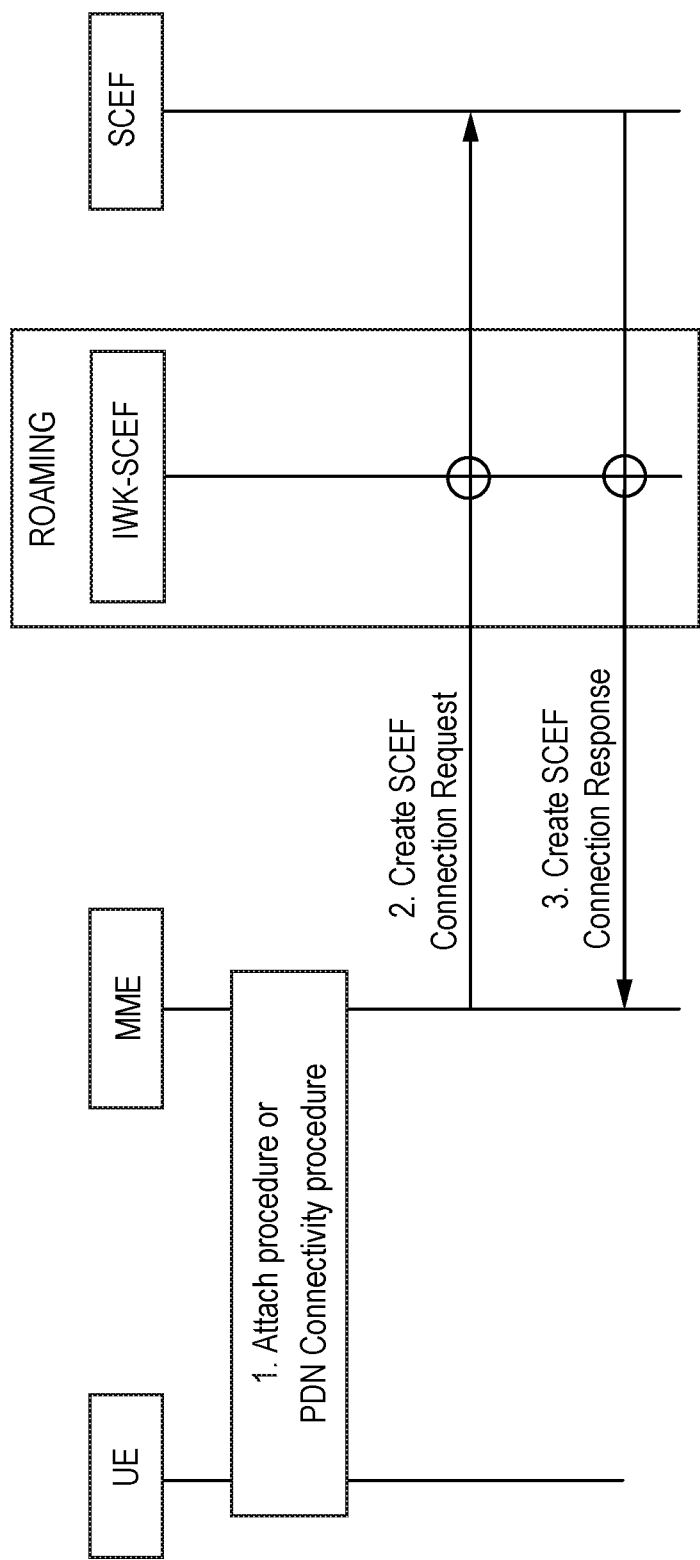 UE
MME
ROAMING
IWK-SCEF
SCEF
1. Attach procedure or
PDN Connectivity procedure
2. Create SCEF
Connection Request
3. Create SCEF
Connection Response